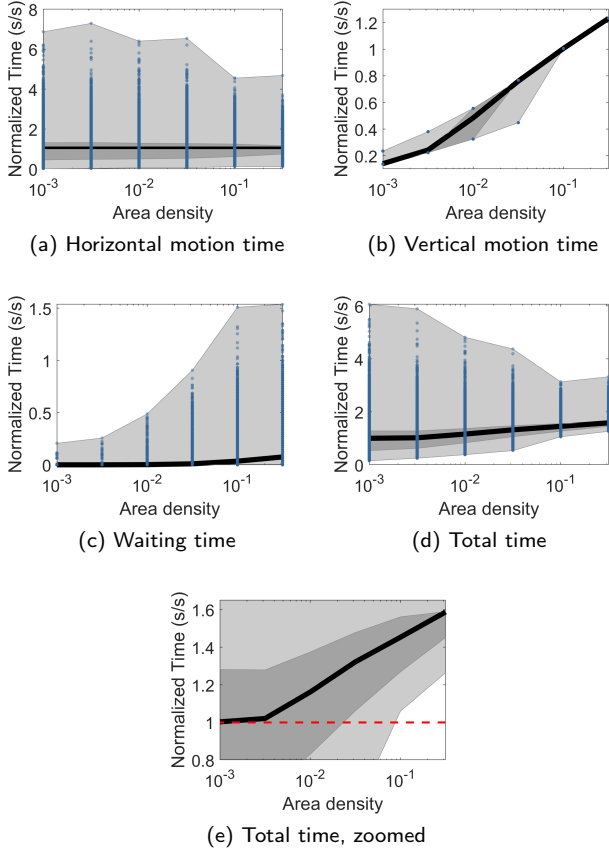 Normalized Time (s/s)
8
6
4
2
0
10-3
10-2
10-1
Area density
(a) Horizontal motion time
Normalized Time (s/s)
1.2
1
0.8
0.6
0.4
0.2
10-3
10-2
10-1
Area density
(b) Vertical motion time
Normalized Time (s/s)
1.5
1
0.5
0
10-3
10-2
10-1
Area density
(c) Waiting time
Normalized Time (s/s)
6
4
2
0
10-3
10-2
10-1
Area density
(d) Total time
Normalized Time (s/s)
1.6
1.4
1.2
1
0.8
10-3
10-2
10-1
Area density
(e) Total time, zoomed